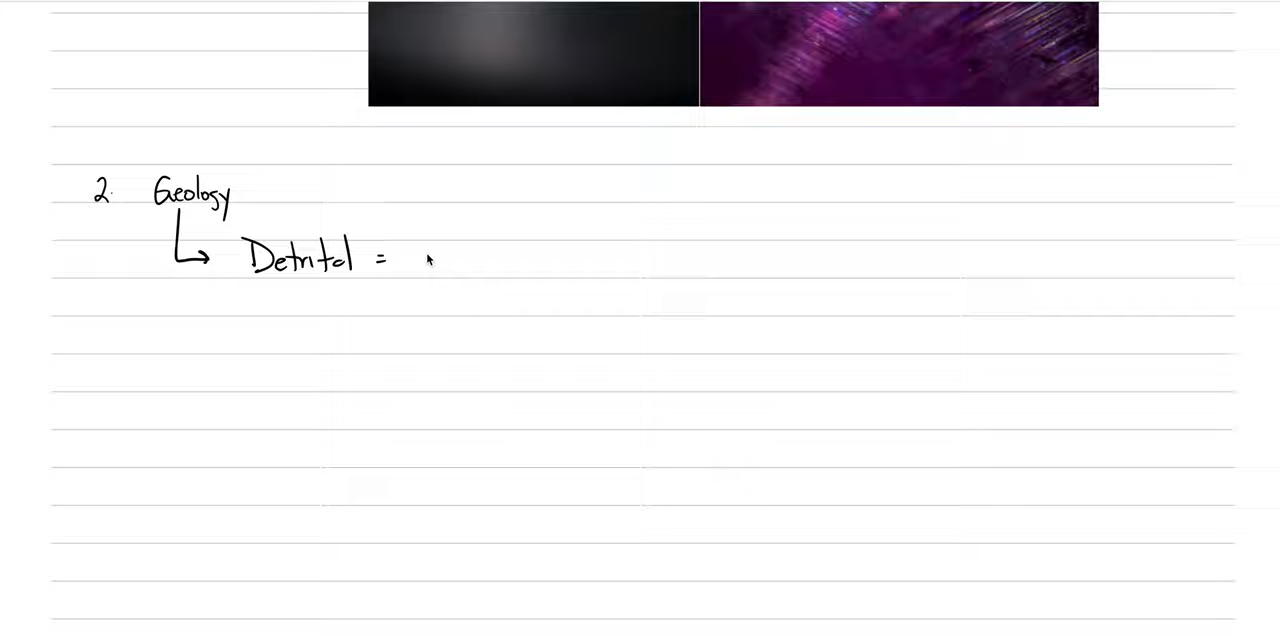 2. Geology
Detrital =